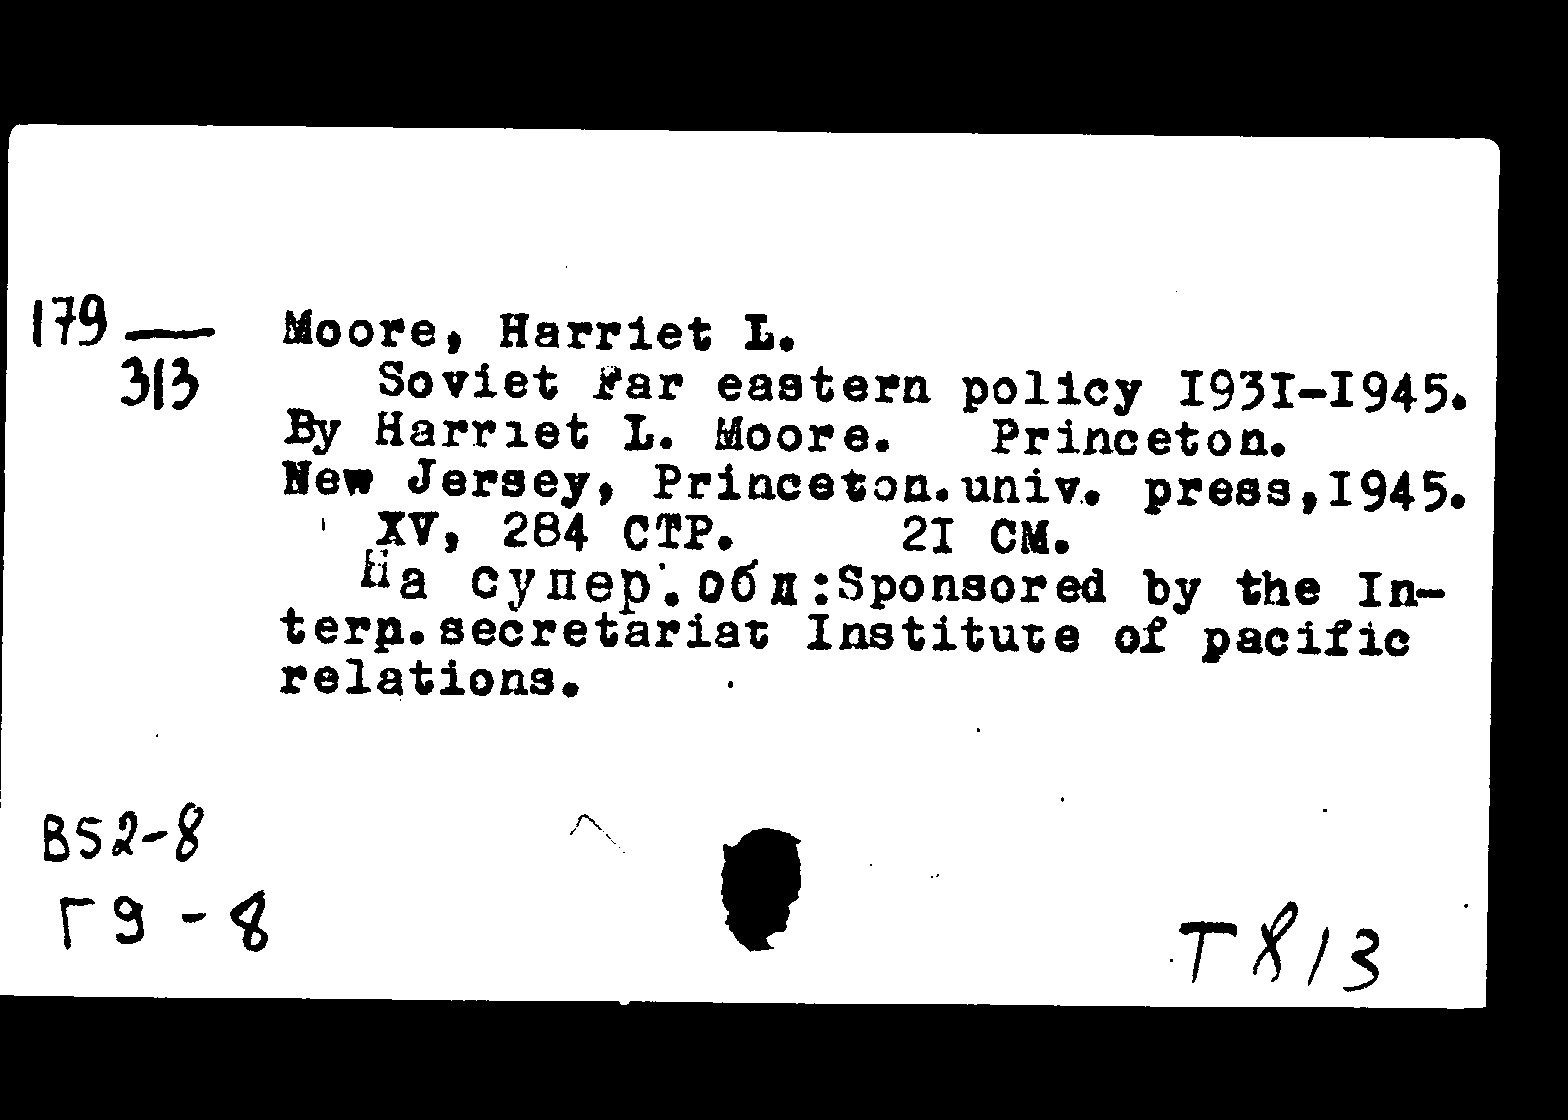 179 —
313
Moore, Harriet L.
Soviet Far eastern policy I93I-I945.
By Harriet L. Moore. Princeton.
New Jersey, Princeton.univ. press,I945.
XV, 284 СТР. 2I СМ.
На супер.обл:Sponsored by the In-
tern.secretariat Institute of pacific
relations.
B52-8
Г9-8
T 813